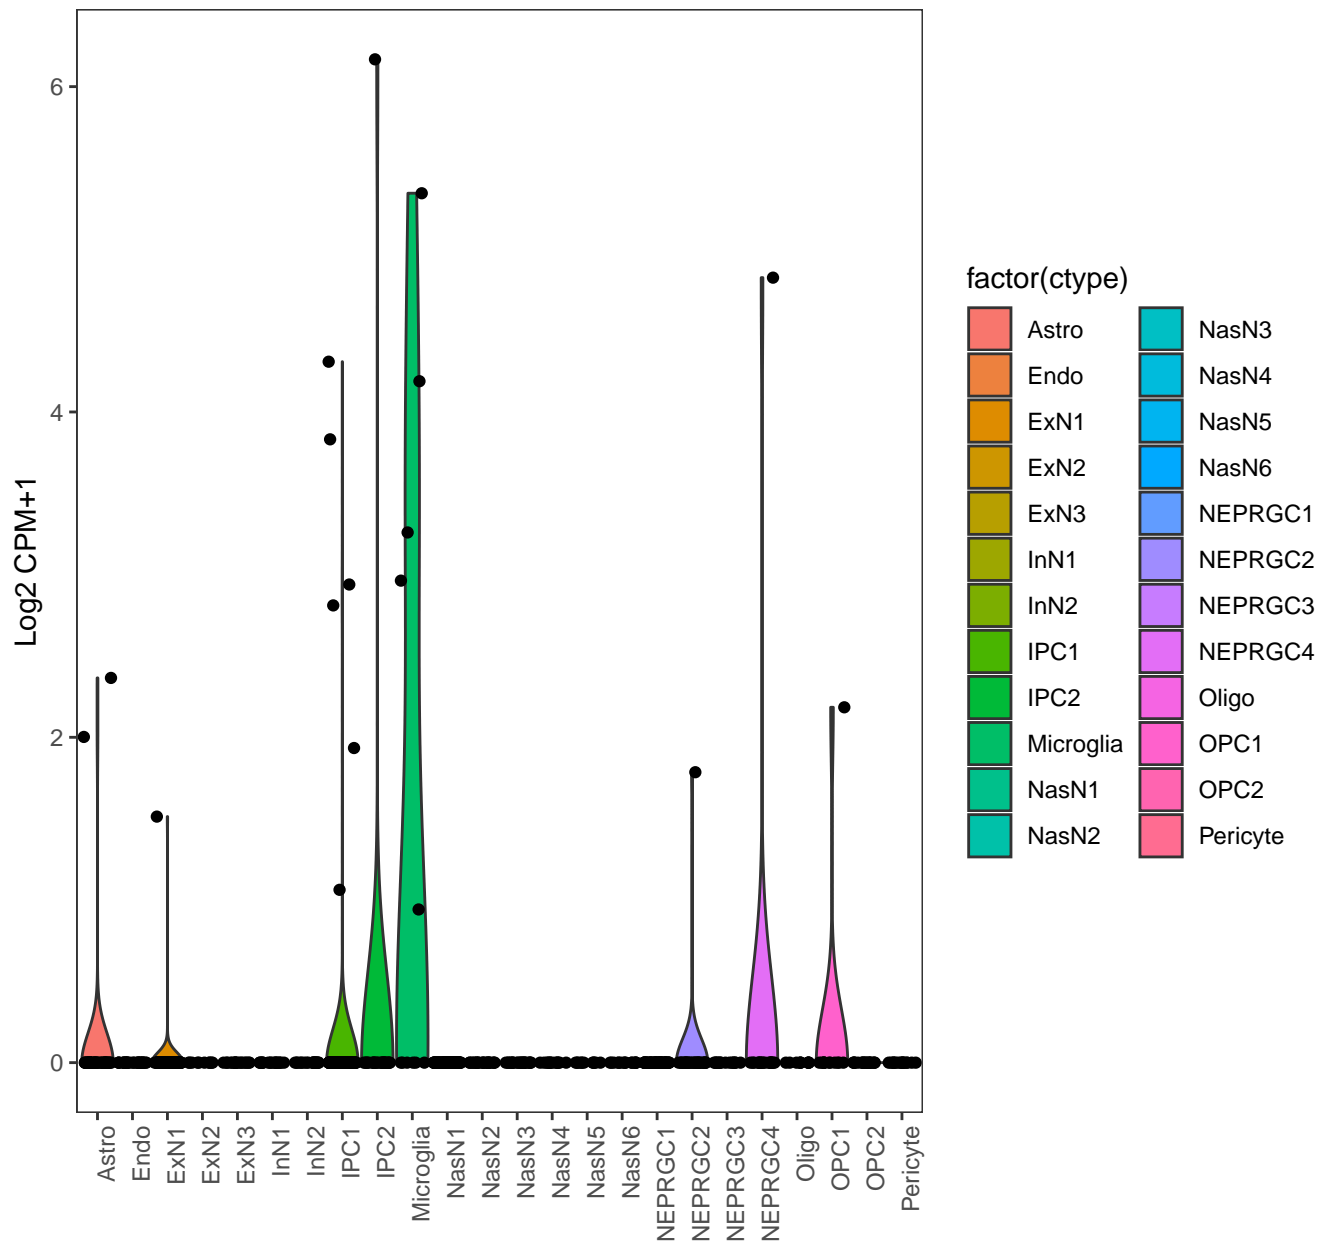 6
4
2
0
Log2 CPM+1
Astro
Endo
ExN1
ExN2
ExN3
InN1
InN2
IPC1
IPC2
Microglia
NasN1
NasN2
NasN3
NasN4
NasN5
NasN6
NEPRGC1
NEPRGC2
NEPRGC3
NEPRGC4
Oligo
OPC1
OPC2
Pericyte
factor(ctype)
Astro
Endo
ExN1
ExN2
ExN3
InN1
InN2
IPC1
IPC2
Microglia
NasN1
NasN2
NasN3
NasN4
NasN5
NasN6
NEPRGC1
NEPRGC2
NEPRGC3
NEPRGC4
Oligo
OPC1
OPC2
Pericyte